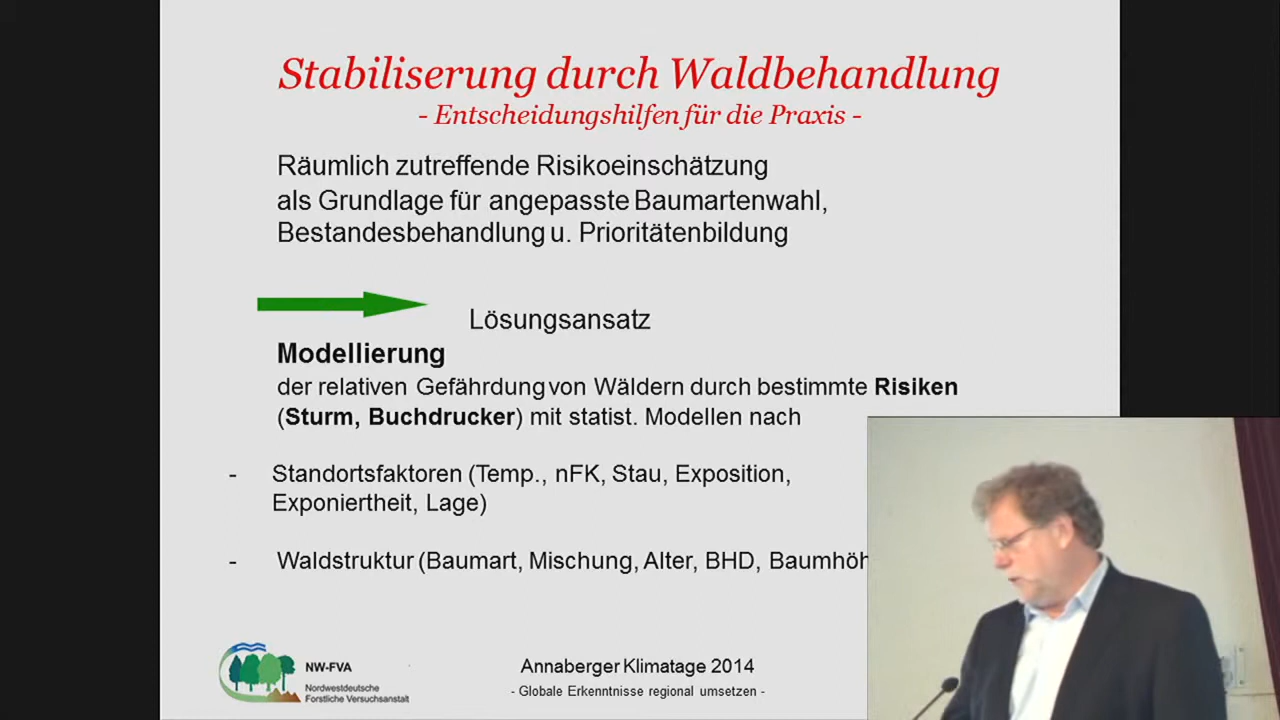 Stabiliserung durch Waldbehandlung
- Entscheidungshilfen für die Praxis -
Räumlich zutreffende Risikoeinschätzung
als Grundlage für angepasste Baumartenwahl,
Bestandesbehandlung u. Prioritätenbildung
Lösungsansatz
Modellierung
der relativen Gefährdung von Wäldern durch bestimmte Risiken
(Sturm, Buchdrucker) mit statist. Modellen nach
- Standortsfaktoren (Temp., nFK, Stau, Exposition,
Exponiertheit, Lage)
- Waldstruktur (Baumart, Mischung, Alter, BHD, Baumhöh
NW-FVA
Nordwestdeutsche
Forstliche Versuchsanstalt
Annaberger Klimatage 2014
- Globale Erkenntnisse regional umsetzen -